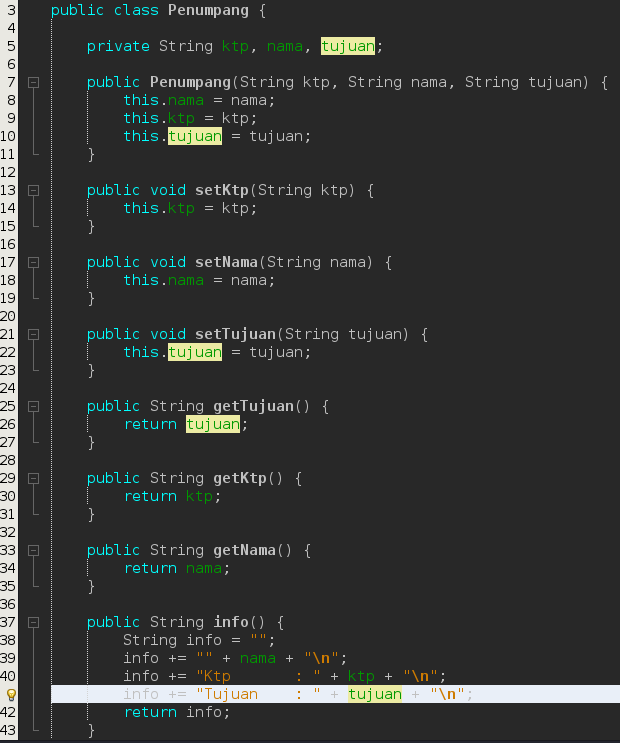 3 public class Penumpang {
4
5     private String ktp, nama, tujuan;
6
7     public Penumpang(String ktp, String nama, String tujuan) {
8         this.nama = nama;
9         this.ktp = ktp;
10         this.tujuan = tujuan;
11     }
12
13     public void setKtp(String ktp) {
14         this.ktp = ktp;
15     }
16
17     public void setNama(String nama) {
18         this.nama = nama;
19     }
20
21     public void setTujuan(String tujuan) {
22         this.tujuan = tujuan;
23     }
24
25     public String getTujuan() {
26         return tujuan;
27     }
28
29     public String getKtp() {
30         return ktp;
31     }
32
33     public String getNama() {
34         return nama;
35     }
36
37     public String info() {
38         String info = "";
39         info += "" + nama + "\n";
40         info += "Ktp       : " + ktp + "\n";
        info += "Tujuan    : " + tujuan + "\n";
42         return info;
43     }